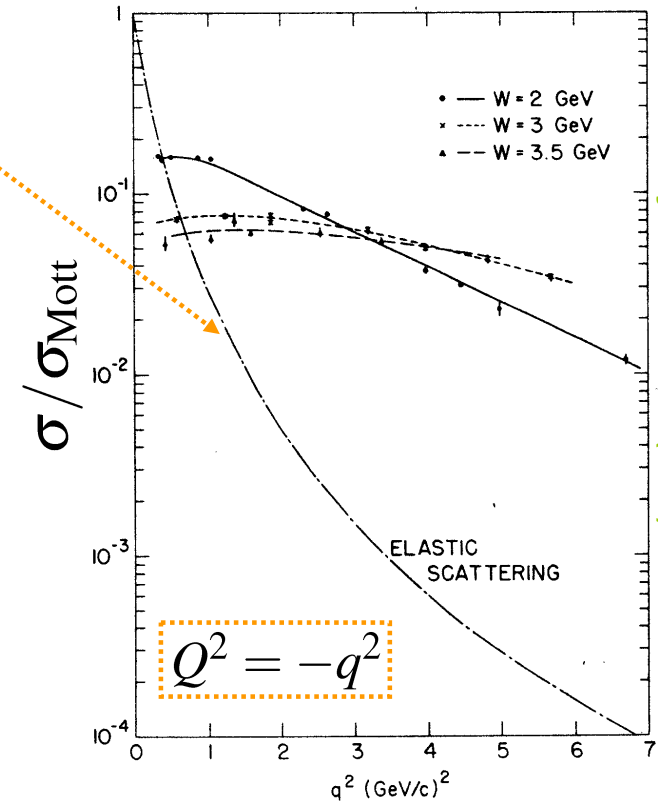 1
• — W = 2 GeV
× ---- W = 3 GeV
▴ — — W = 3.5 GeV
10⁻¹
σ / σ_Mott
10⁻²
10⁻³
ELASTIC
SCATTERING
Q² = −q²
10⁻⁴
0 1 2 3 4 5 6 7
q² (GeV/c)²